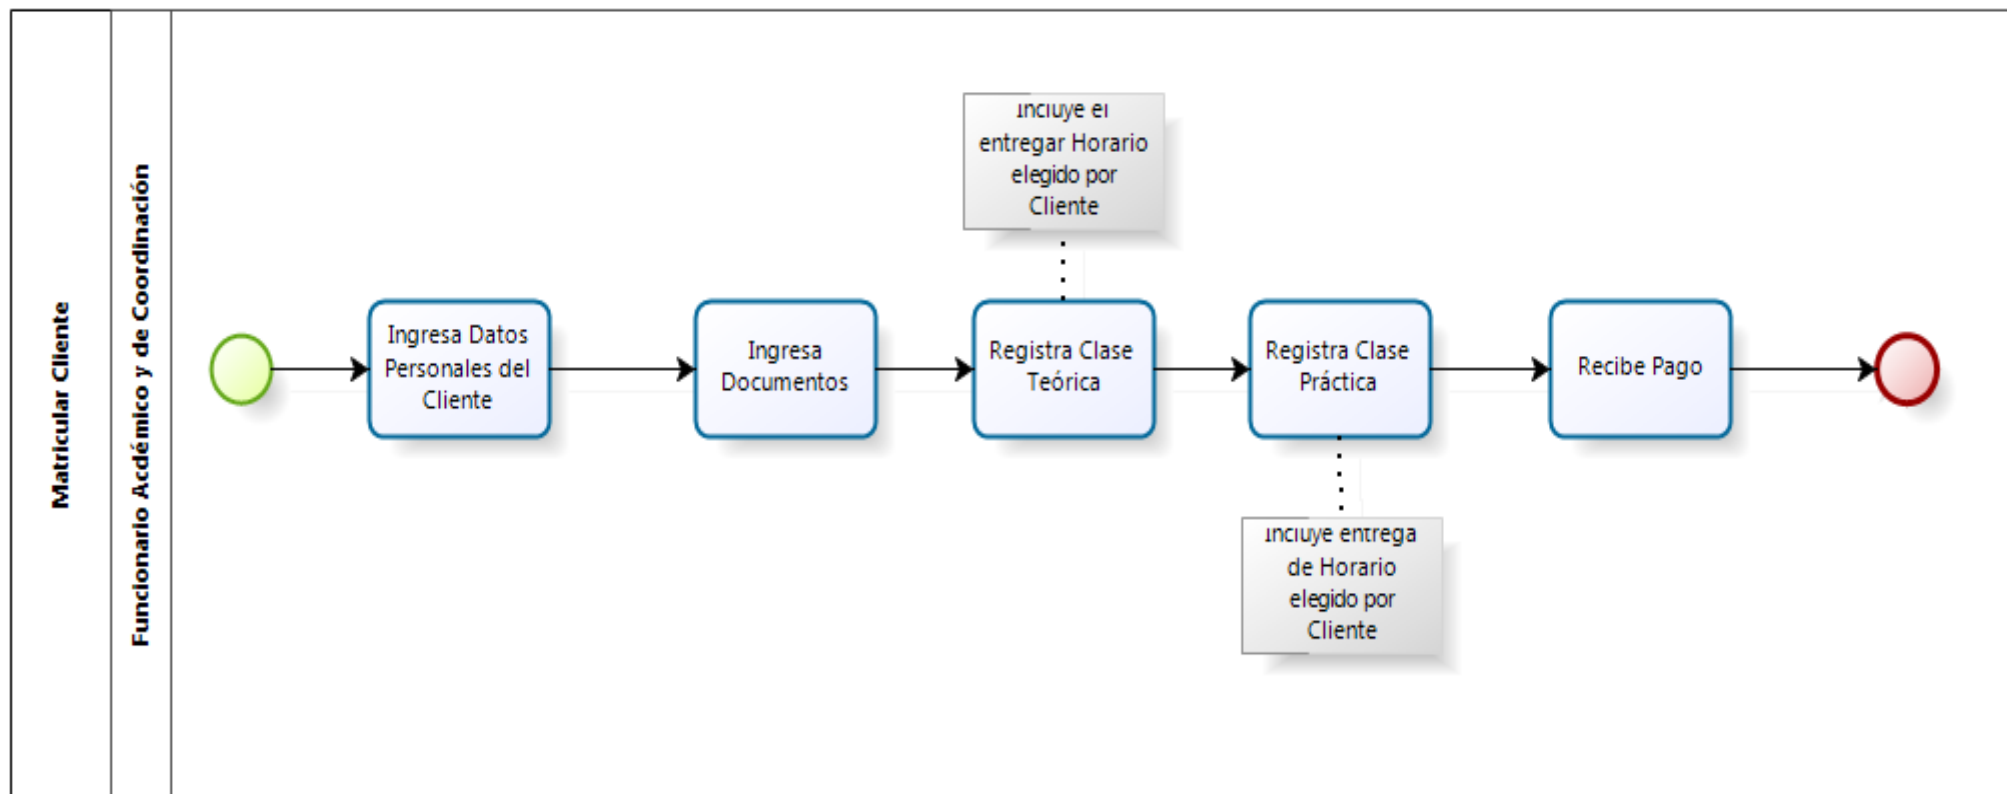 Matricular Cliente
Funcionario Acdémico y de Coordinación
Incluye el
entregar Horario
elegido por
Cliente
Ingresa Datos
Personales del
Cliente
Ingresa
Documentos
Registra Clase
Teórica
Registra Clase
Práctica
Recibe Pago
Incluye entrega
de Horario
elegido por
Cliente